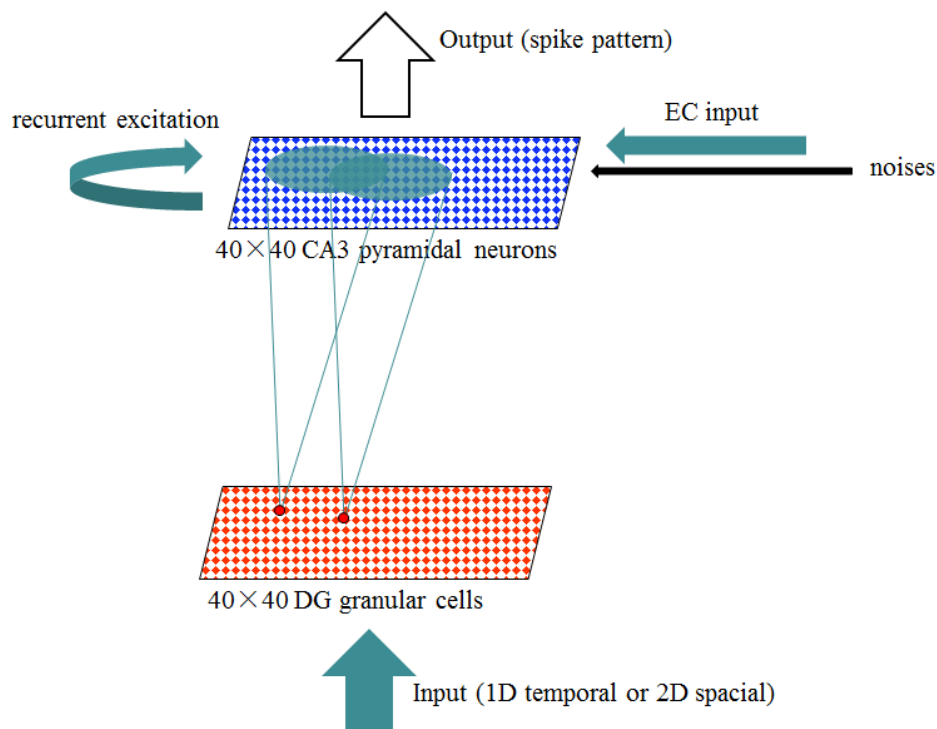 Output (spike pattern)
recurrent excitation
EC input
noises
40×40 CA3 pyramidal neurons
40×40 DG granular cells
Input (1D temporal or 2D spacial)